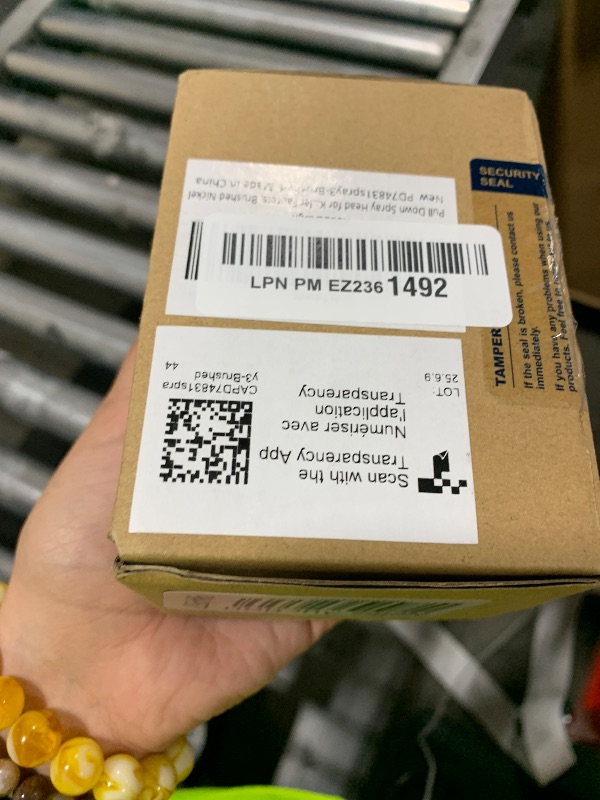 SECURITY
SEAL
TAMPER
If the seal is broken, please contact us
immediately.
If you have any problems when using our
products. Feel free to
Pull Down Spray Head for Faucets, Brushed Nickel
New PD74831spray3-Brushed Made in China
LPN PM EZ236 1492
Scan with the
Transparency App
Numériser avec
l'application
Transparency
LOT:
25.6.9
CAPD74831spra
y3-Brushed
44